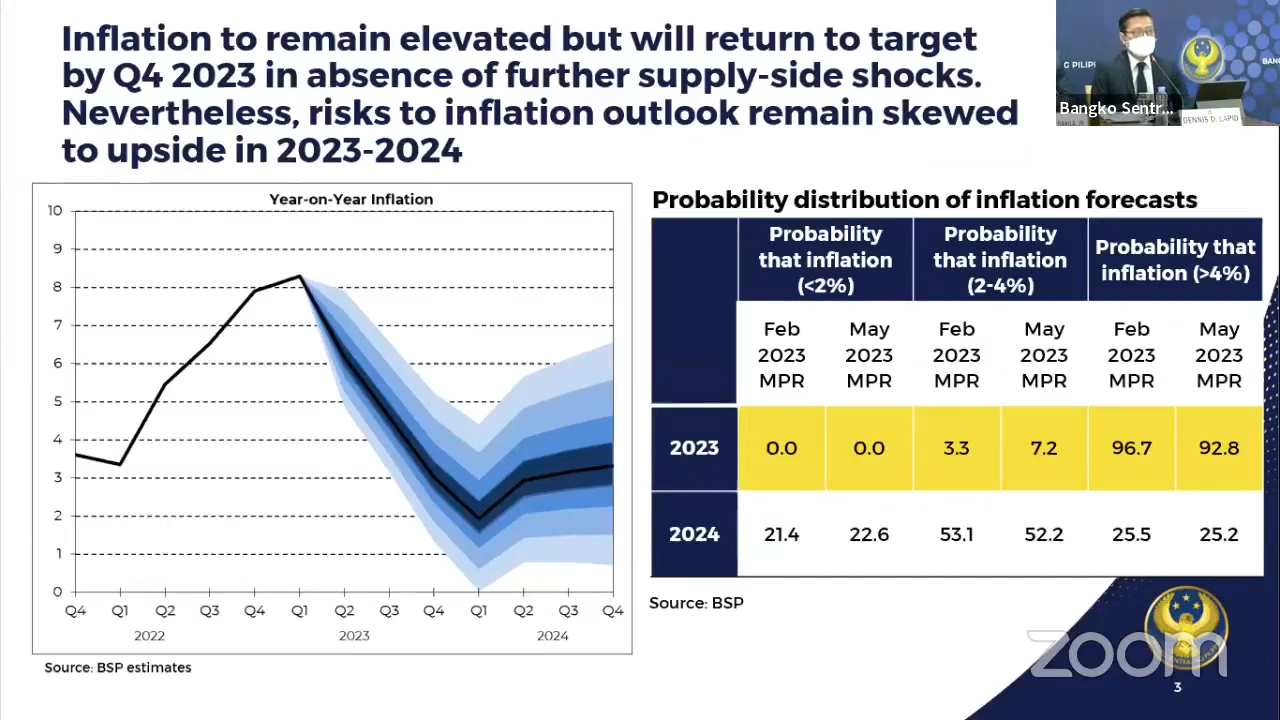 Inflation to remain elevated but will return to target
by Q4 2023 in absence of further supply-side shocks.
Nevertheless, risks to inflation outlook remain skewed
to upside in 2023-2024
G PILIPI
BANG
Bangko Sentr...
DENNIS D. LAPID
Year-on-Year Inflation
10
9
8
7
6
5
4
3
2
1
0
Q4 Q1 Q2 Q3 Q4 Q1 Q2 Q3 Q4 Q1 Q2 Q3 Q4
2022 2023 2024
Source: BSP estimates
Probability distribution of inflation forecasts
Probability that inflation (<2%) Probability that inflation (2-4%) Probability that inflation (>4%)
Feb 2023 MPR May 2023 MPR Feb 2023 MPR May 2023 MPR Feb 2023 MPR May 2023 MPR
2023 0.0 0.0 3.3 7.2 96.7 92.8
2024 21.4 22.6 53.1 52.2 25.5 25.2
Source: BSP
zoom
3